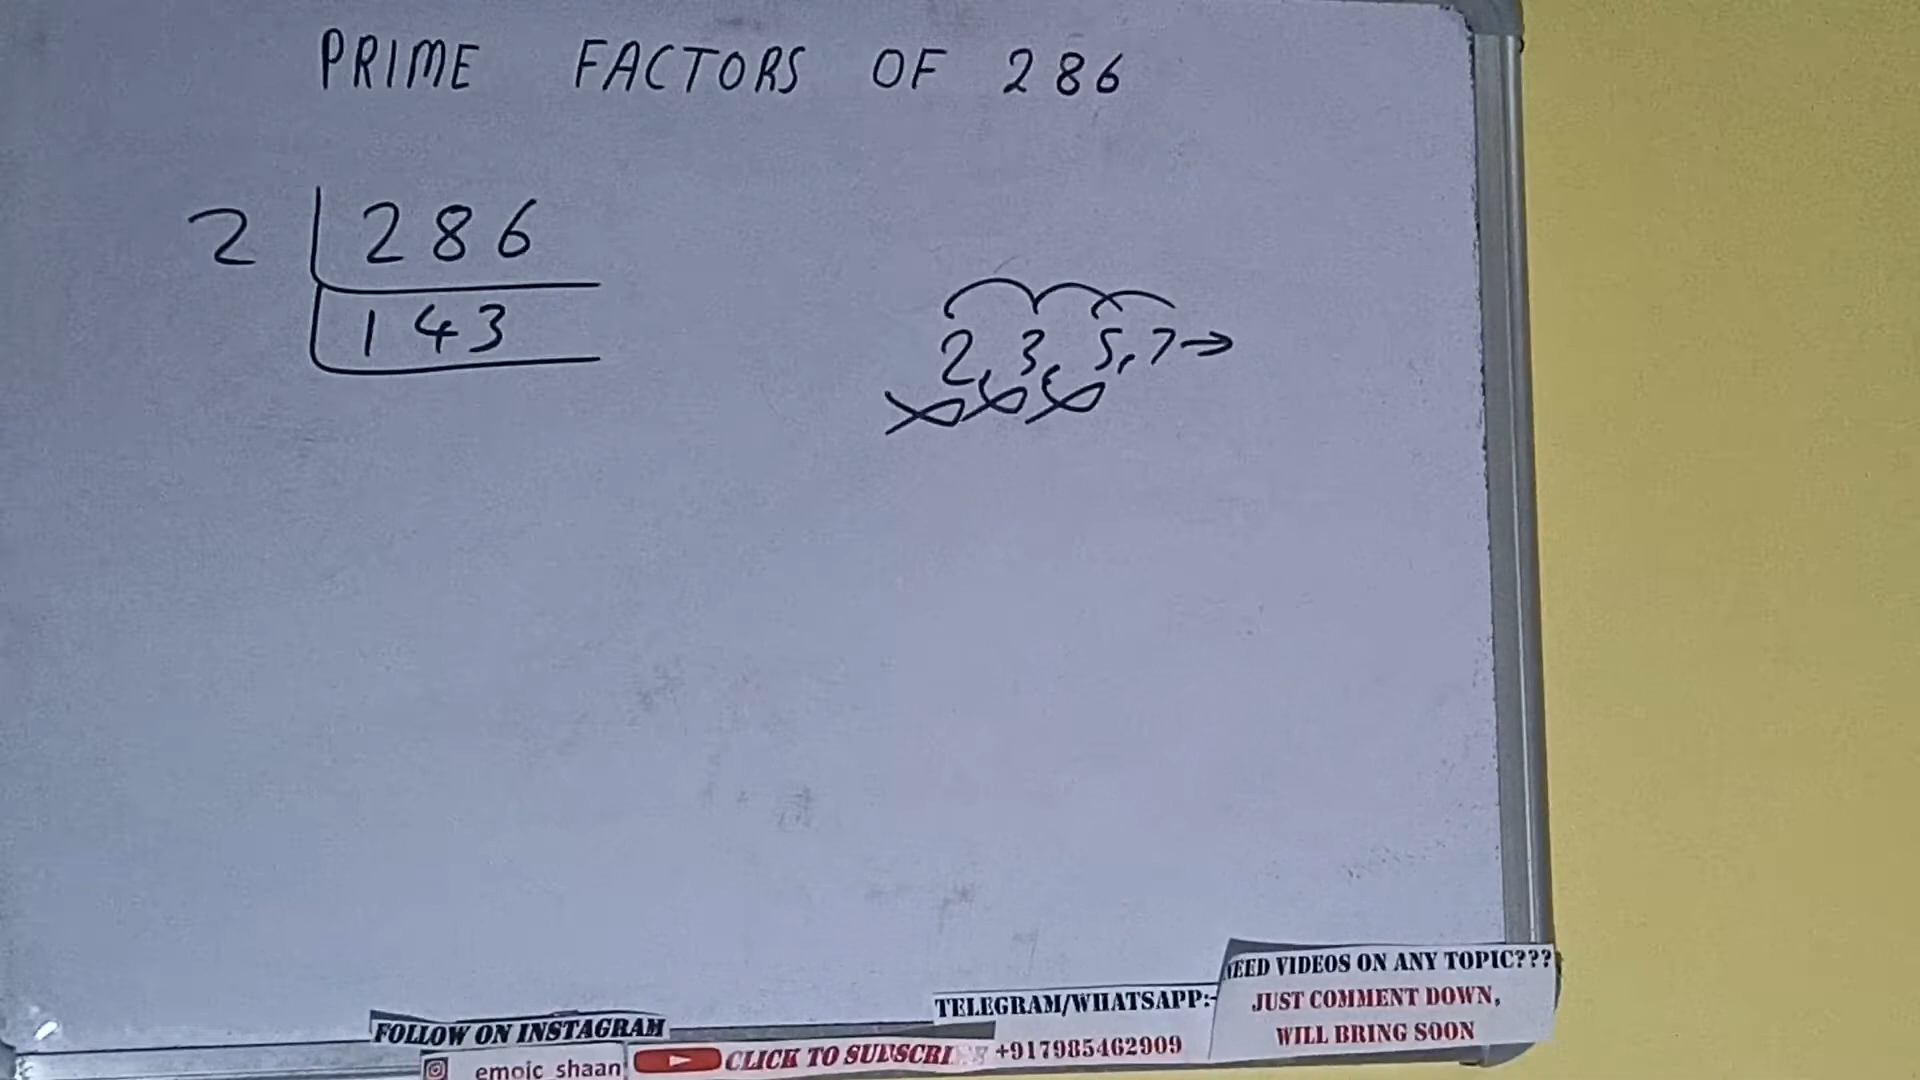 PRIME FACTORS OF 286
2 286
143
2, 3, 5, 7→
EED VIDEOS ON ANY TOPIC???
JUST COMMENT DOWN,
WILL BRING SOON
TELEGRAM/WHATSAPP:-
+917985462909
FOLLOW ON INSTAGRAM
emoic shaan
CLICK TO SUBSCRI